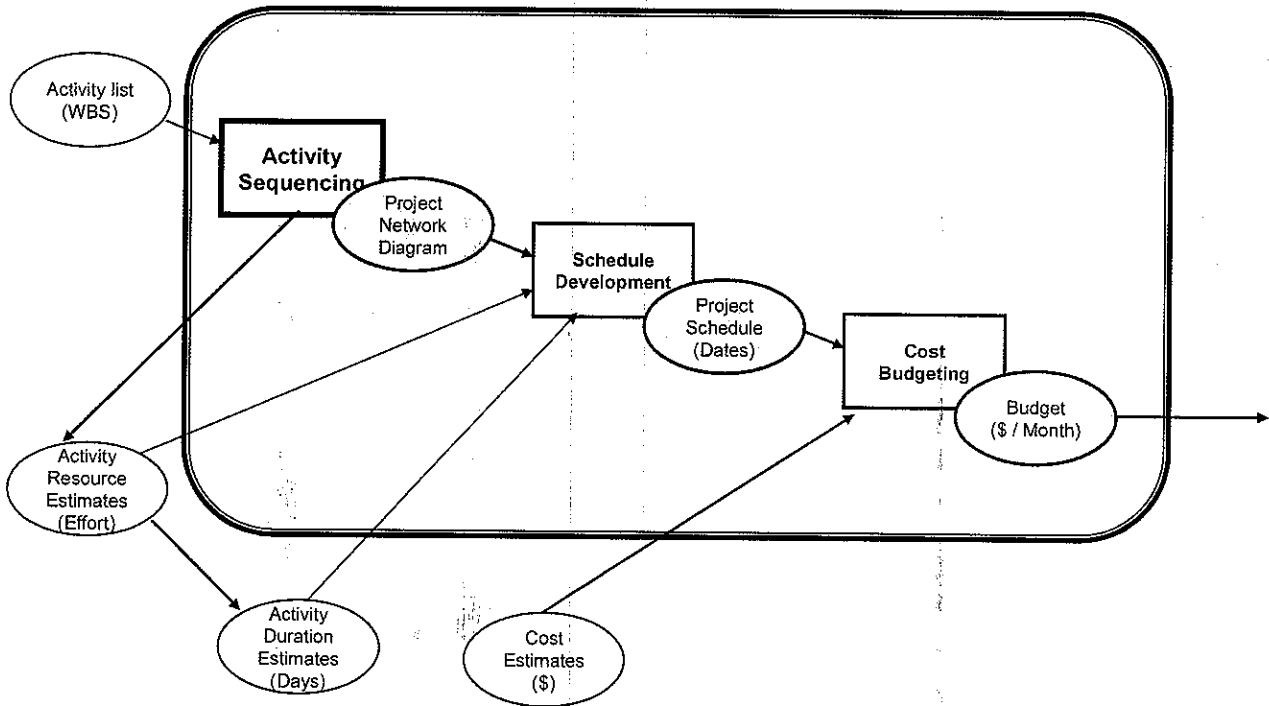 Activity list
(WBS)
Activity
Sequencing
Project
Network
Diagram
Schedule
Development
Project
Schedule
(Dates)
Cost
Budgeting
Budget
($ / Month)
Activity
Resource
Estimates
(Effort)
Activity
Duration
Estimates
(Days)
Cost
Estimates
($)